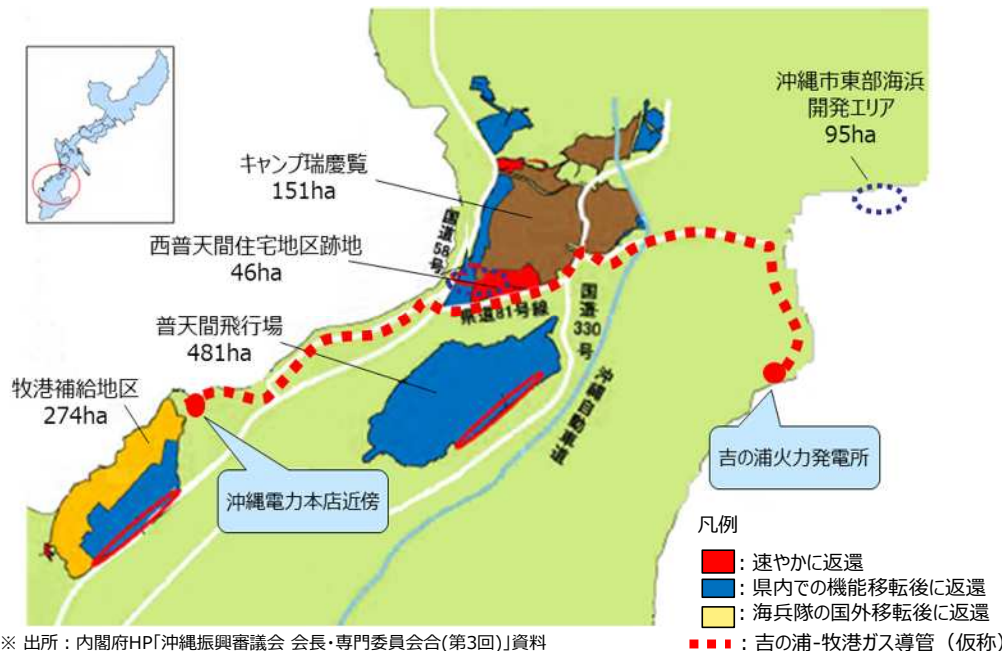 沖縄市東部海浜
開発エリア
95ha
キャンプ瑞慶覧
151ha
国道58号
西普天間住宅地区跡地
46ha
県道81号線
国道330号
沖縄自動車道
普天間飛行場
481ha
牧港補給地区
274ha
沖縄電力本店近傍
吉の浦火力発電所
凡例
：速やかに返還
：県内での機能移転後に返還
：海兵隊の国外移転後に返還
：吉の浦-牧港ガス導管（仮称）
※ 出所：内閣府HP｢沖縄振興審議会 会長・専門委員会合(第3回)｣資料